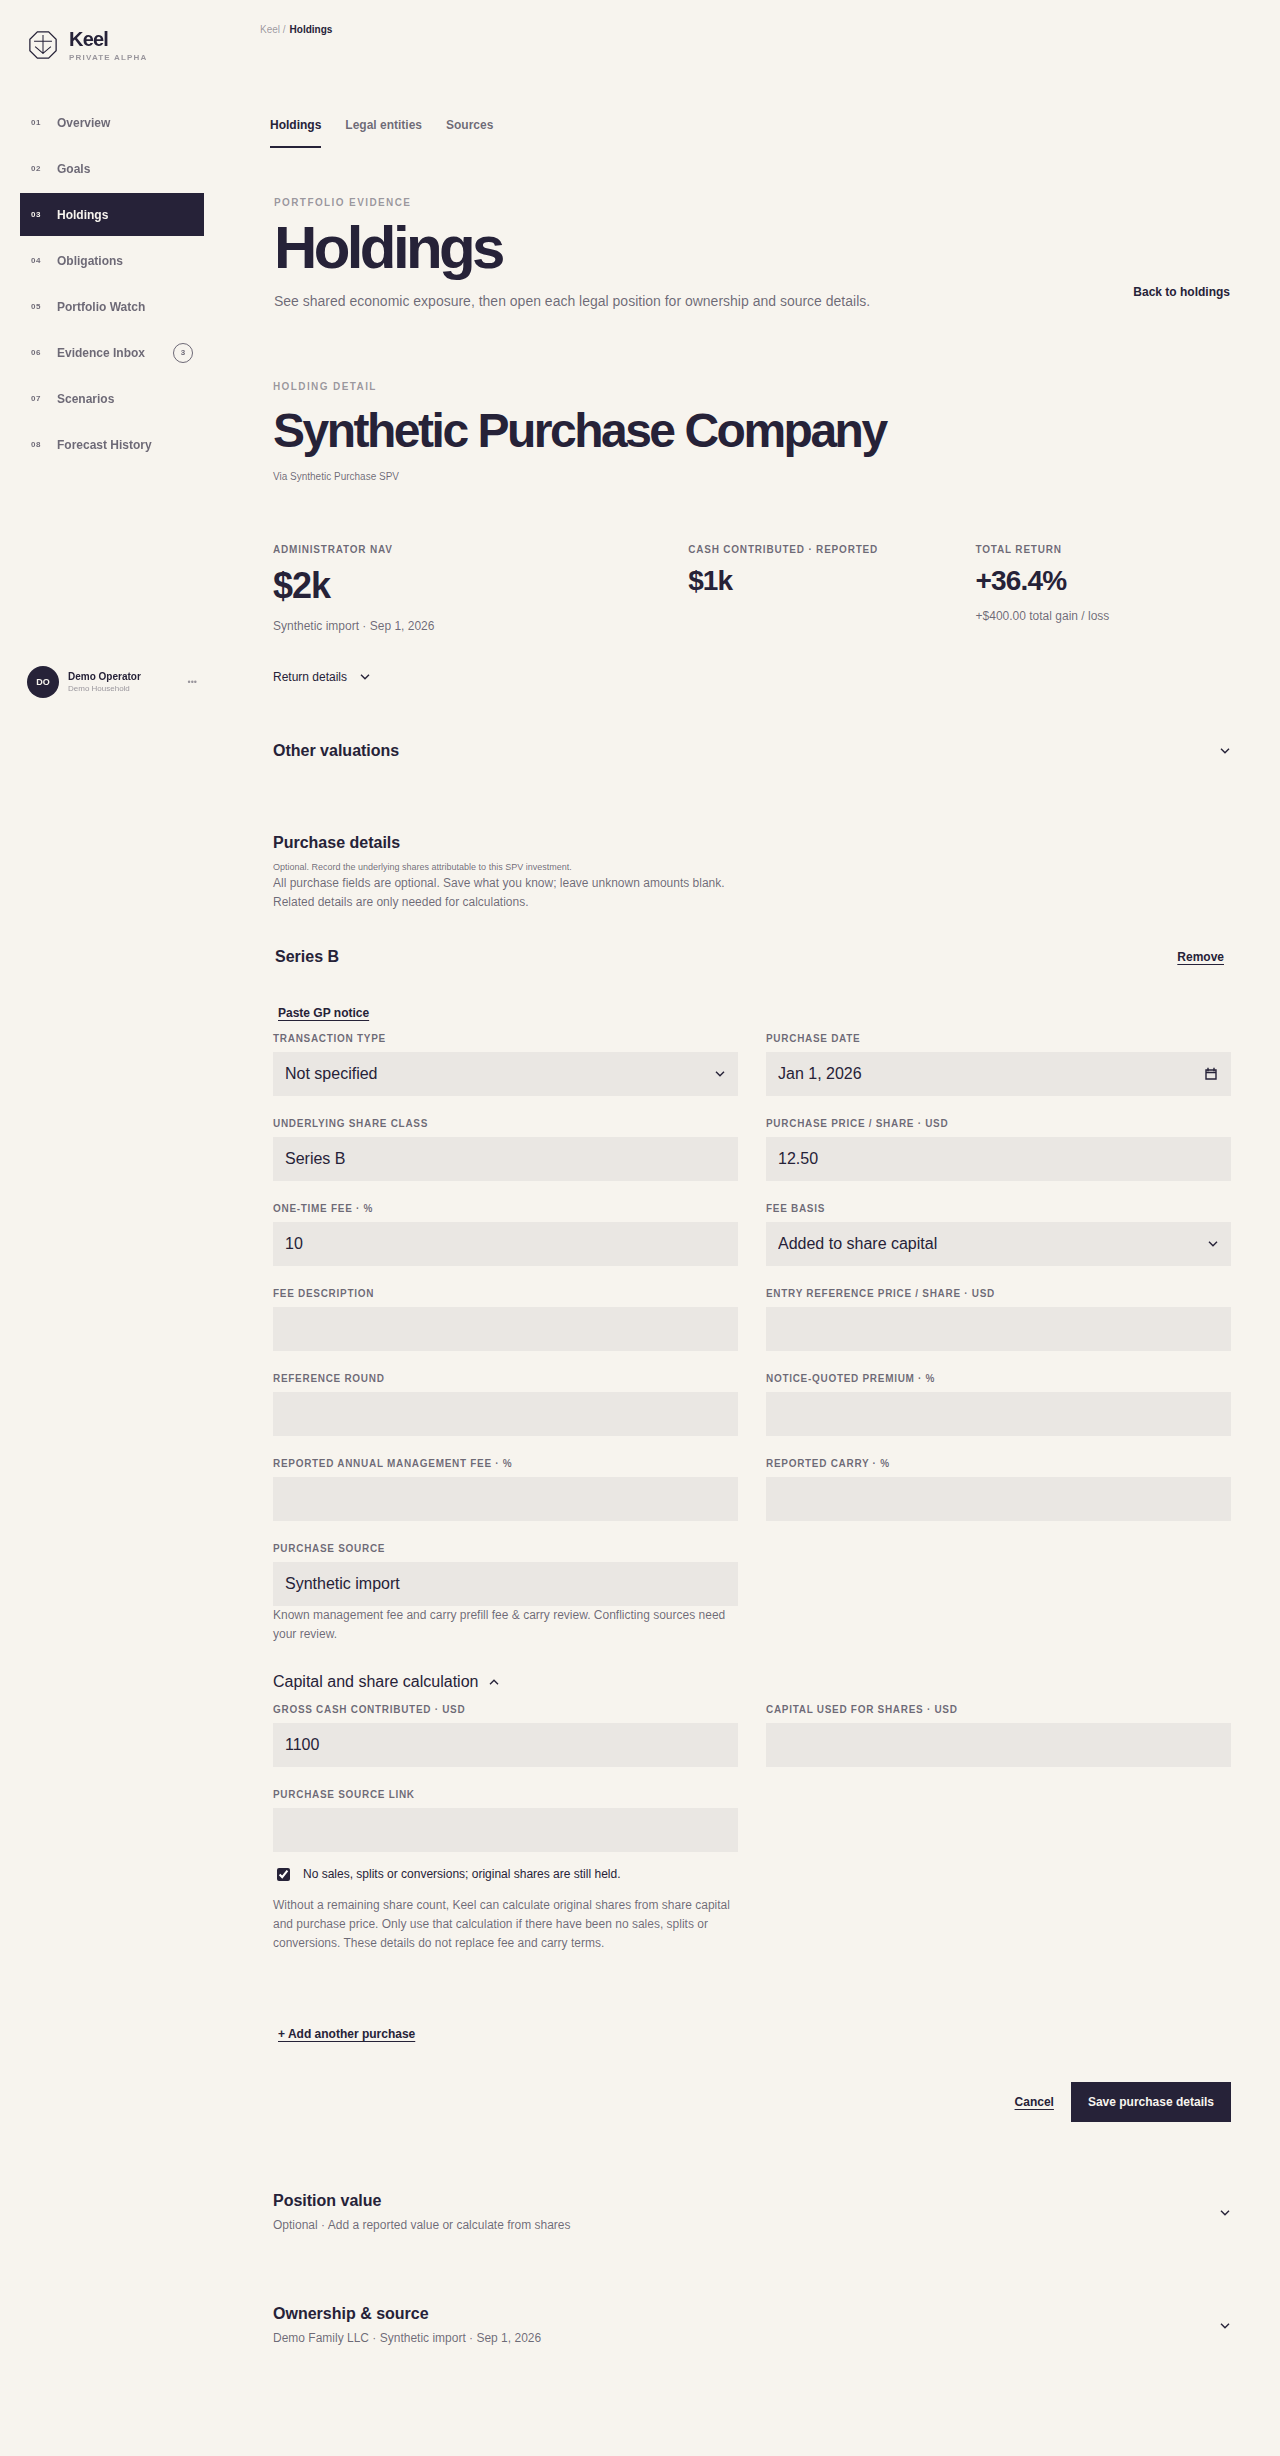 Keel
PRIVATE ALPHA
01 Overview
02 Goals
03 Holdings
04 Obligations
05 Portfolio Watch
06 Evidence Inbox 3
07 Scenarios
08 Forecast History
DO Demo Operator
Demo Household
Keel / Holdings
Holdings Legal entities Sources
PORTFOLIO EVIDENCE
Holdings
See shared economic exposure, then open each legal position for ownership and source details.
Back to holdings
HOLDING DETAIL
Synthetic Purchase Company
Via Synthetic Purchase SPV
ADMINISTRATOR NAV
$2k
Synthetic import · Sep 1, 2026
CASH CONTRIBUTED · REPORTED
$1k
TOTAL RETURN
+36.4%
+$400.00 total gain / loss
Return details
Other valuations
Purchase details
Optional. Record the underlying shares attributable to this SPV investment.
All purchase fields are optional. Save what you know; leave unknown amounts blank.
Related details are only needed for calculations.
Series B
Remove
Paste GP notice
TRANSACTION TYPE
Not specified
PURCHASE DATE
Jan 1, 2026
UNDERLYING SHARE CLASS
Series B
PURCHASE PRICE / SHARE · USD
12.50
ONE-TIME FEE · %
10
FEE BASIS
Added to share capital
FEE DESCRIPTION
ENTRY REFERENCE PRICE / SHARE · USD
REFERENCE ROUND
NOTICE-QUOTED PREMIUM · %
REPORTED ANNUAL MANAGEMENT FEE · %
REPORTED CARRY · %
PURCHASE SOURCE
Synthetic import
Known management fee and carry prefill fee & carry review. Conflicting sources need
your review.
Capital and share calculation
GROSS CASH CONTRIBUTED · USD
1100
CAPITAL USED FOR SHARES · USD
PURCHASE SOURCE LINK
No sales, splits or conversions; original shares are still held.
Without a remaining share count, Keel can calculate original shares from share capital
and purchase price. Only use that calculation if there have been no sales, splits or
conversions. These details do not replace fee and carry terms.
+ Add another purchase
Cancel
Save purchase details
Position value
Optional · Add a reported value or calculate from shares
Ownership & source
Demo Family LLC · Synthetic import · Sep 1, 2026